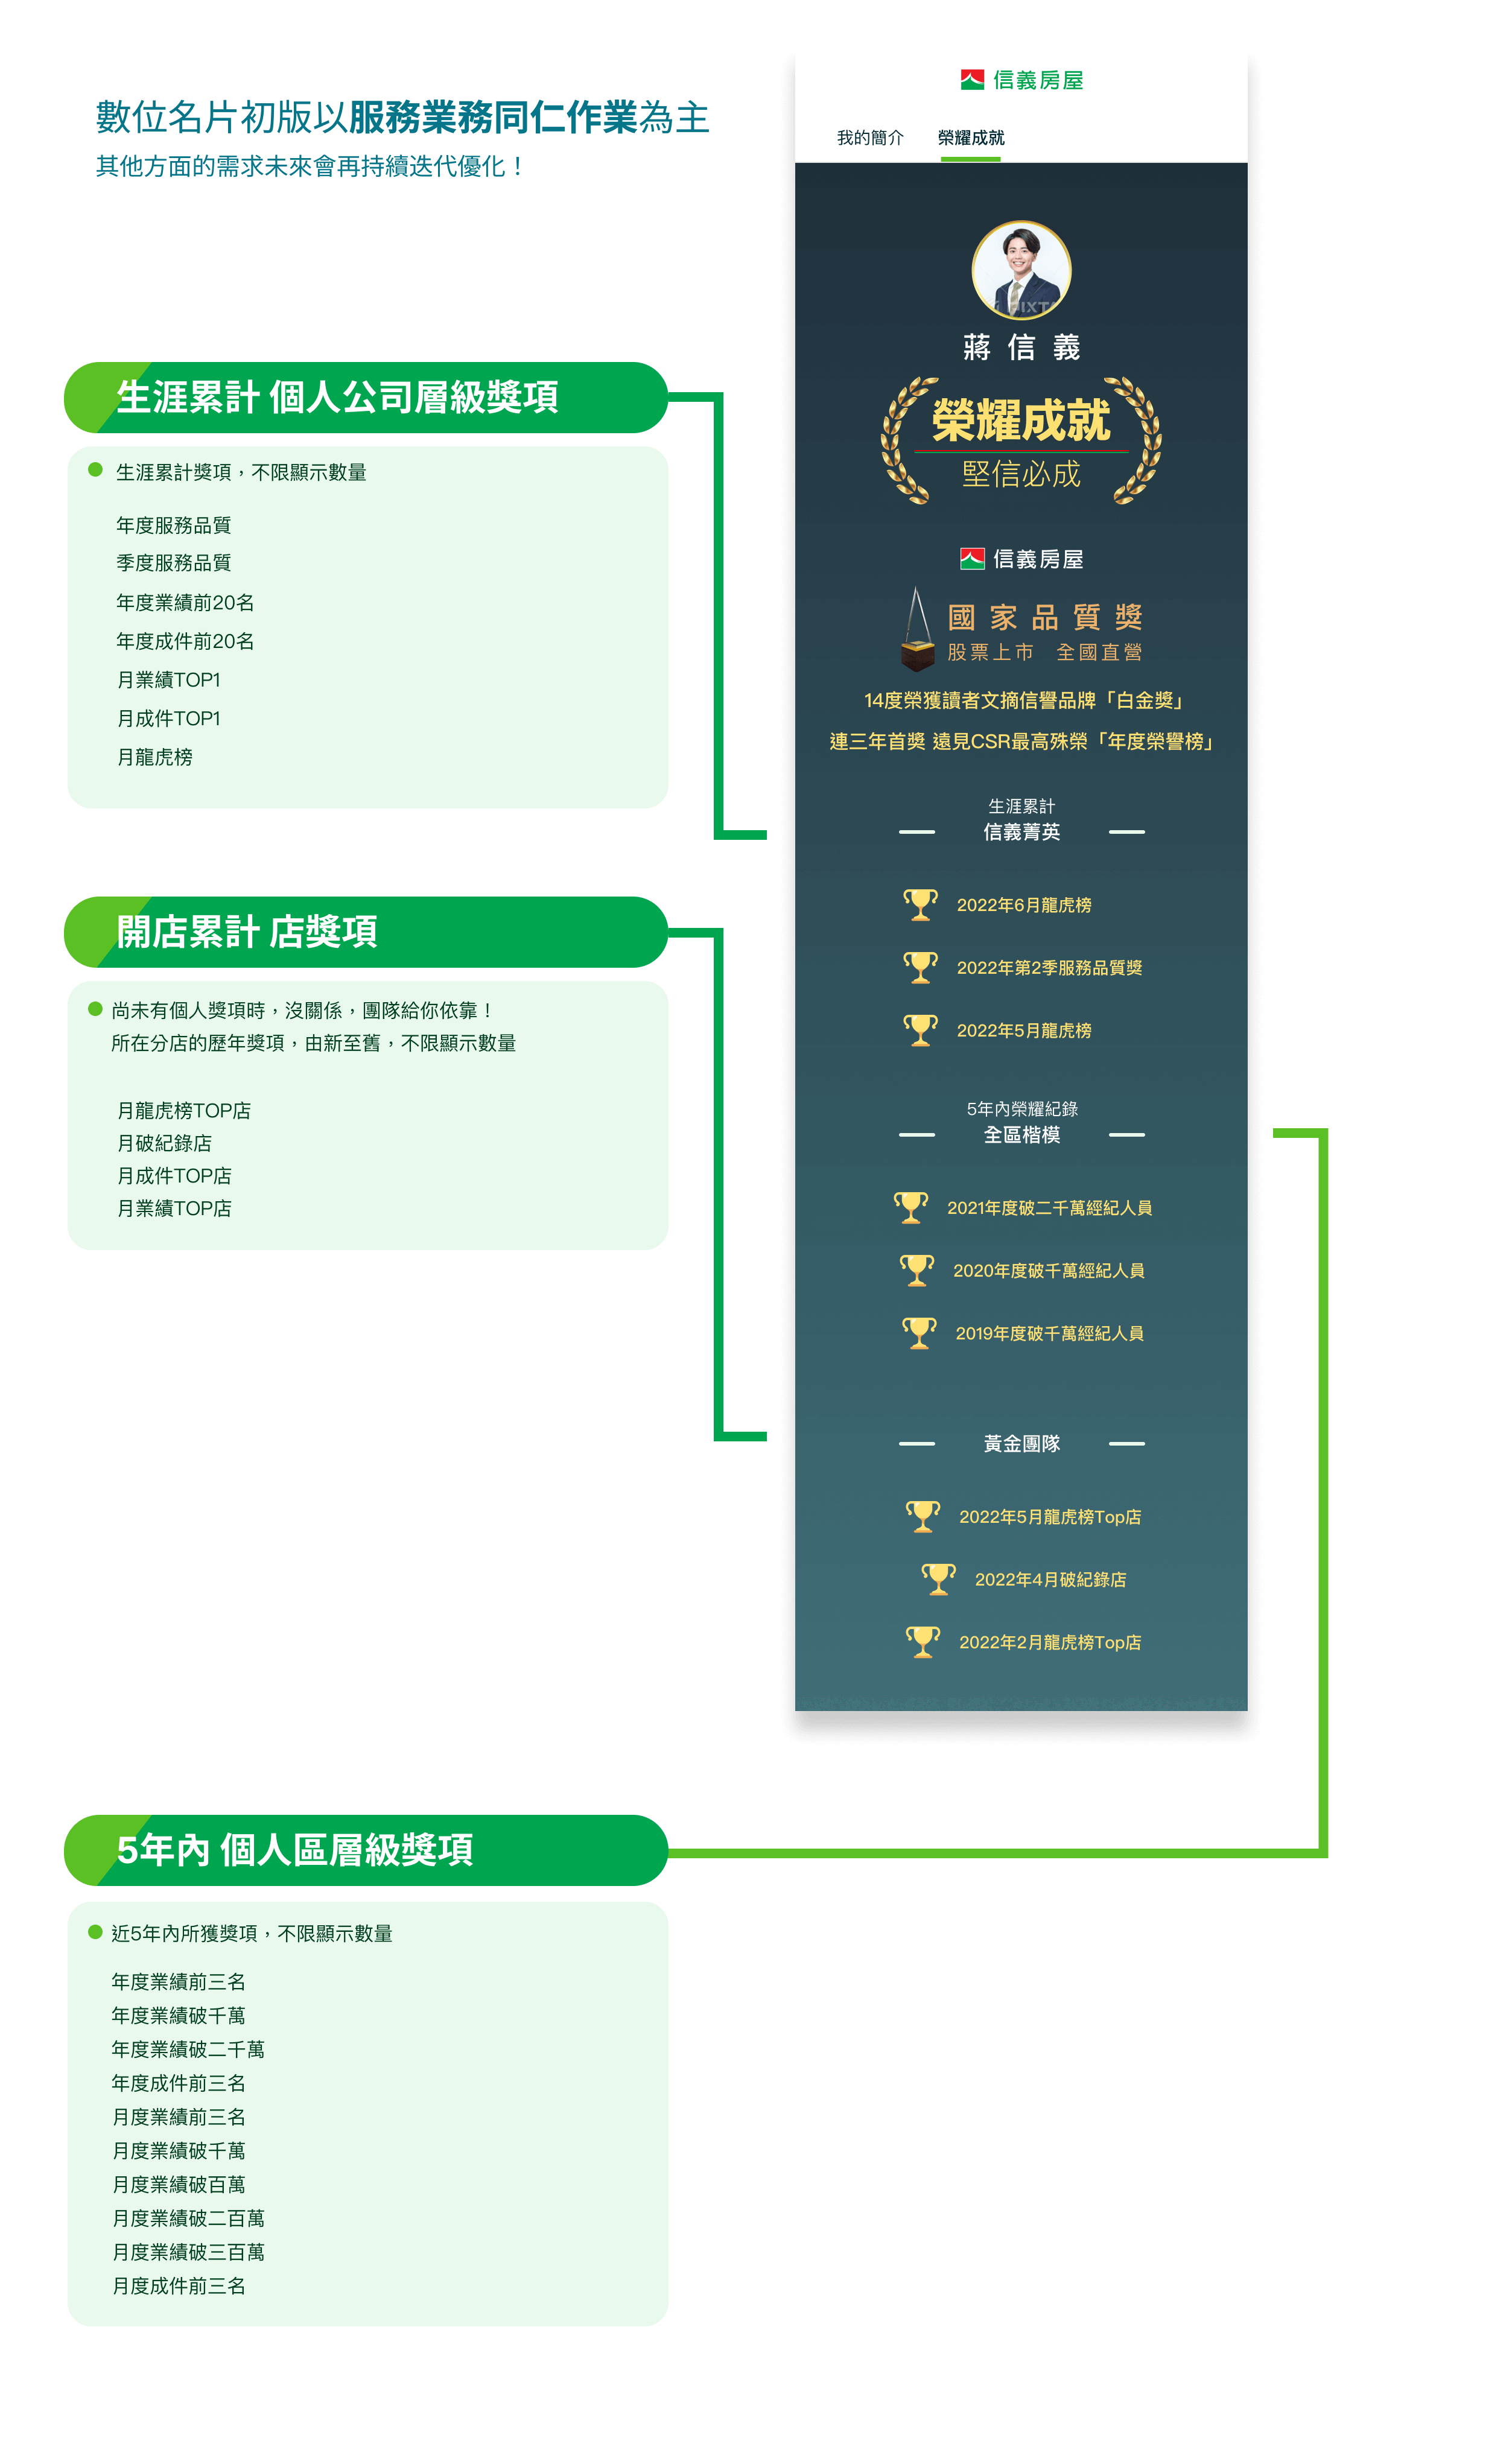 數位名片初版以服務業務同仁作業為主
其他方面的需求未來會再持續迭代優化！
生涯累計 個人公司層級獎項
生涯累計獎項，不限顯示數量
年度服務品質
季度服務品質
年度業績前20名
年度成件前20名
月業績TOP1
月成件TOP1
月龍虎榜
開店累計 店獎項
尚未有個人獎項時，沒關係，團隊給你依靠！
所在分店的歷年獎項，由新至舊，不限顯示數量
月龍虎榜TOP店
月破紀錄店
月成件TOP店
月業績TOP店
5年內 個人區層級獎項
近5年內所獲獎項，不限顯示數量
年度業績前三名
年度業績破千萬
年度業績破二千萬
年度成件前三名
月度業績前三名
月度業績破千萬
月度業績破百萬
月度業績破二百萬
月度業績破三百萬
月度成件前三名
信義房屋
我的簡介 榮耀成就
蔣信義
榮耀成就
堅信必成
信義房屋
國家品質獎
股票上市 全國直營
14度榮獲讀者文摘信譽品牌「白金獎」
連三年首獎 遠見CSR最高殊榮「年度榮譽榜」
生涯累計
信義菁英
2022年6月龍虎榜
2022年第2季服務品質獎
2022年5月龍虎榜
5年內榮耀紀錄
全區楷模
2021年度破二千萬經紀人員
2020年度破千萬經紀人員
2019年度破千萬經紀人員
黃金團隊
2022年5月龍虎榜Top店
2022年4月破紀錄店
2022年2月龍虎榜Top店